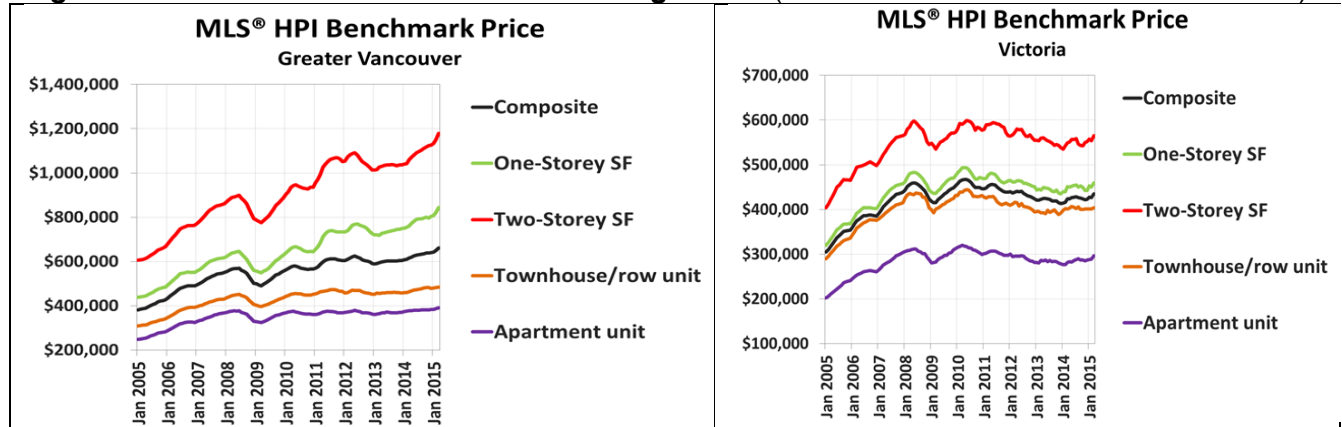 MLS® HPI Benchmark Price
Greater Vancouver
$1,400,000
$1,200,000
$1,000,000
$800,000
$600,000
$400,000
$200,000
Jan 2005
Jan 2006
Jan 2007
Jan 2008
Jan 2009
Jan 2010
Jan 2011
Jan 2012
Jan 2013
Jan 2014
Jan 2015
Composite
One-Storey SF
Two-Storey SF
Townhouse/row unit
Apartment unit
MLS® HPI Benchmark Price
Victoria
$700,000
$600,000
$500,000
$400,000
$300,000
$200,000
$100,000
Jan 2005
Jan 2006
Jan 2007
Jan 2008
Jan 2009
Jan 2010
Jan 2011
Jan 2012
Jan 2013
Jan 2014
Jan 2015
Composite
One-Storey SF
Two-Storey SF
Townhouse/row unit
Apartment unit